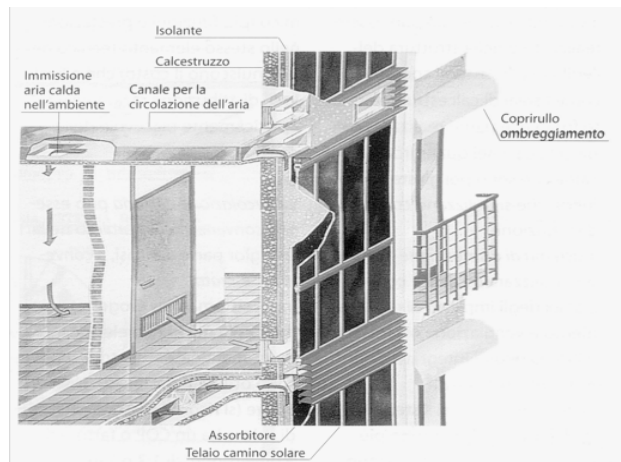 Isolante
Calcestruzzo
Immissione
aria calda
nell'ambiente
Canale per la
circolazione dell'aria
Coprirullo
ombreggiamento
Assorbitore
Telaio camino solare